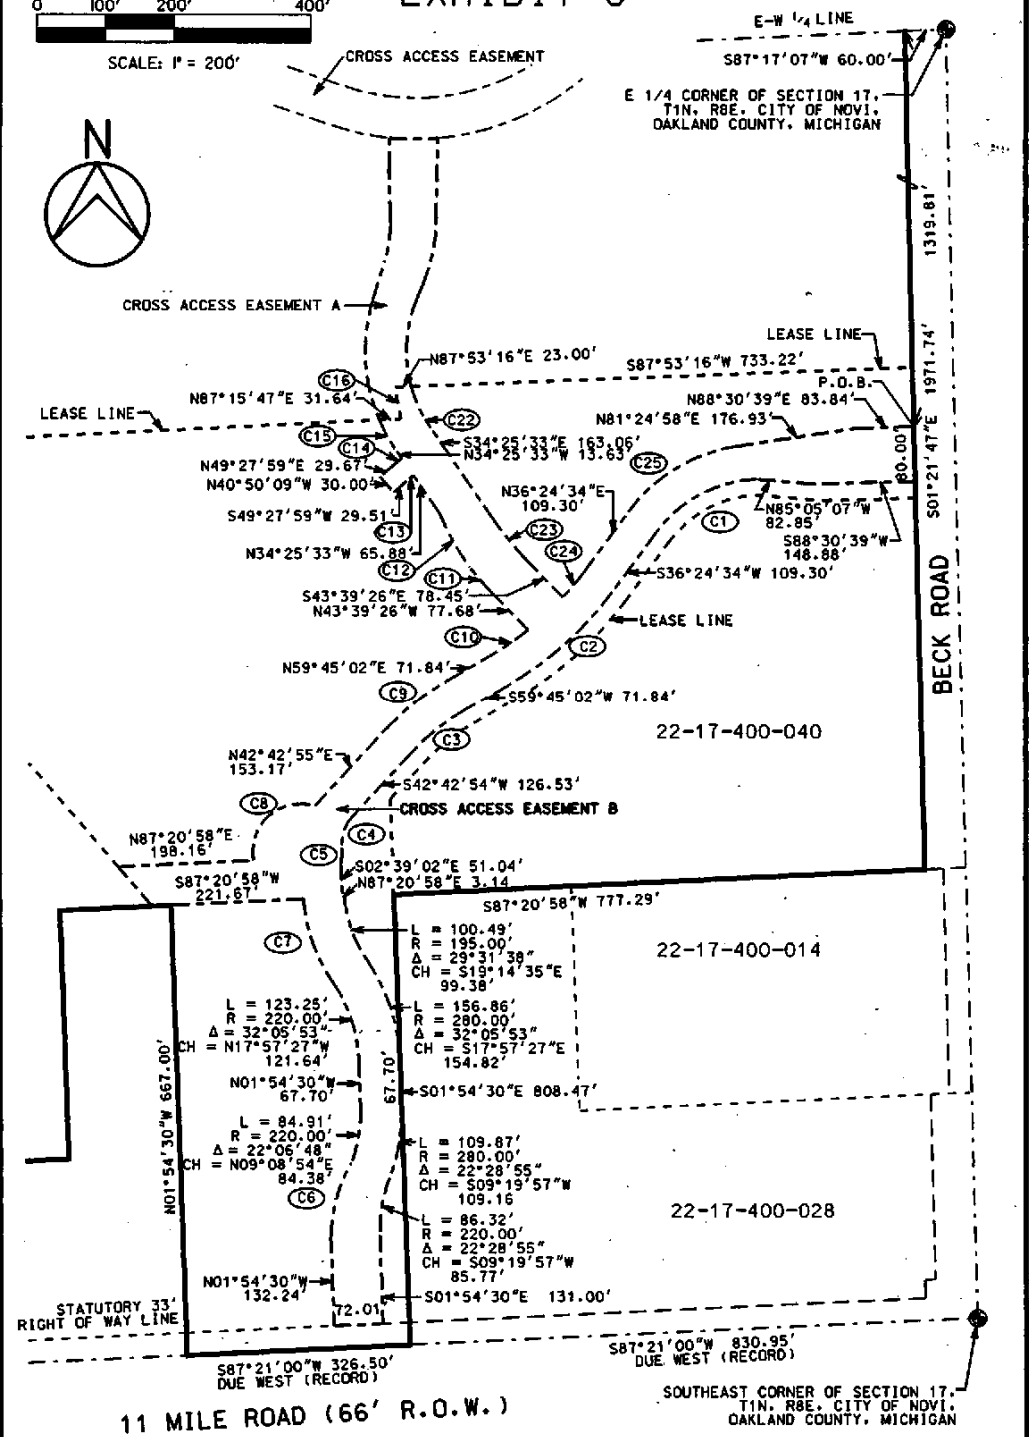 EXHIBIT
0 100' 200' 400'
SCALE: 1" = 200'
E-W 1/4 LINE
CROSS ACCESS EASEMENT
S87°17'07"W 60.00'
E 1/4 CORNER OF SECTION 17,
T1N, R8E, CITY OF NOVI,
OAKLAND COUNTY, MICHIGAN
N
1319.81'
CROSS ACCESS EASEMENT A
LEASE LINE
N87°53'16"E 23.00'
S87°53'16"W 733.22'
1971.74'
C16
P.O.B.
N87°15'47"E 31.64'
N88°30'39"E 83.84'
LEASE LINE
C22
N81°24'58"E 176.93'
C15
S34°25'33"E 163.06'
C14
N34°25'33"W 13.63'
C25
80.00'
S01°21'47"E
N49°27'59"E 29.67'
N40°50'09"W 30.00'
N36°24'34"E
109.30'
S49°27'59"W 29.51'
C1
N85°05'07"W
82.85'
C13
C23
S88°30'39"W
148.88'
N34°25'33"W 65.88'
C24
C12
C11
S36°24'34"W 109.30'
S43°39'26"E 78.45'
N43°39'26"W 77.68'
LEASE LINE
C10
C2
BECK ROAD
N59°45'02"E 71.84'
C9
S59°45'02"W 71.84'
C3
22-17-400-040
N42°42'55"E
153.17'
S42°42'54"W 126.53'
C8
CROSS ACCESS EASEMENT B
N87°20'58"E
198.16'
C4
C5
S02°39'02"E 51.04'
S87°20'58"W
221.67'
N87°20'58"E 3.14
S87°20'58"W 777.29'
C7
L = 100.49'
R = 195.00'
Δ = 29°31'38"
CH = S19°14'35"E
99.38'
22-17-400-014
L = 123.25'
R = 220.00'
Δ = 32°05'53"
CH = N17°57'27"W
121.64'
L = 156.86'
R = 280.00'
Δ = 32°05'53"
CH = S17°57'27"E
154.82'
N01°54'30"W 667.00'
67.70'
N01°54'30"W
67.70'
S01°54'30"E 808.47'
L = 84.91'
R = 220.00'
Δ = 22°06'48"
CH = N09°08'54"E
84.38'
L = 109.87'
R = 280.00'
Δ = 22°28'55"
CH = S09°19'57"W
109.16
C6
22-17-400-028
L = 86.32'
R = 220.00'
Δ = 22°28'55"
CH = S09°19'57"W
85.77'
N01°54'30"W
132.24'
S01°54'30"E 131.00'
STATUTORY 33'
RIGHT OF WAY LINE
72.01
S87°21'00"W 326.50'
DUE WEST (RECORD)
S87°21'00"W 830.95'
DUE WEST (RECORD)
11 MILE ROAD (66' R.O.W.)
SOUTHEAST CORNER OF SECTION 17,
T1N, R8E, CITY OF NOVI,
OAKLAND COUNTY, MICHIGAN